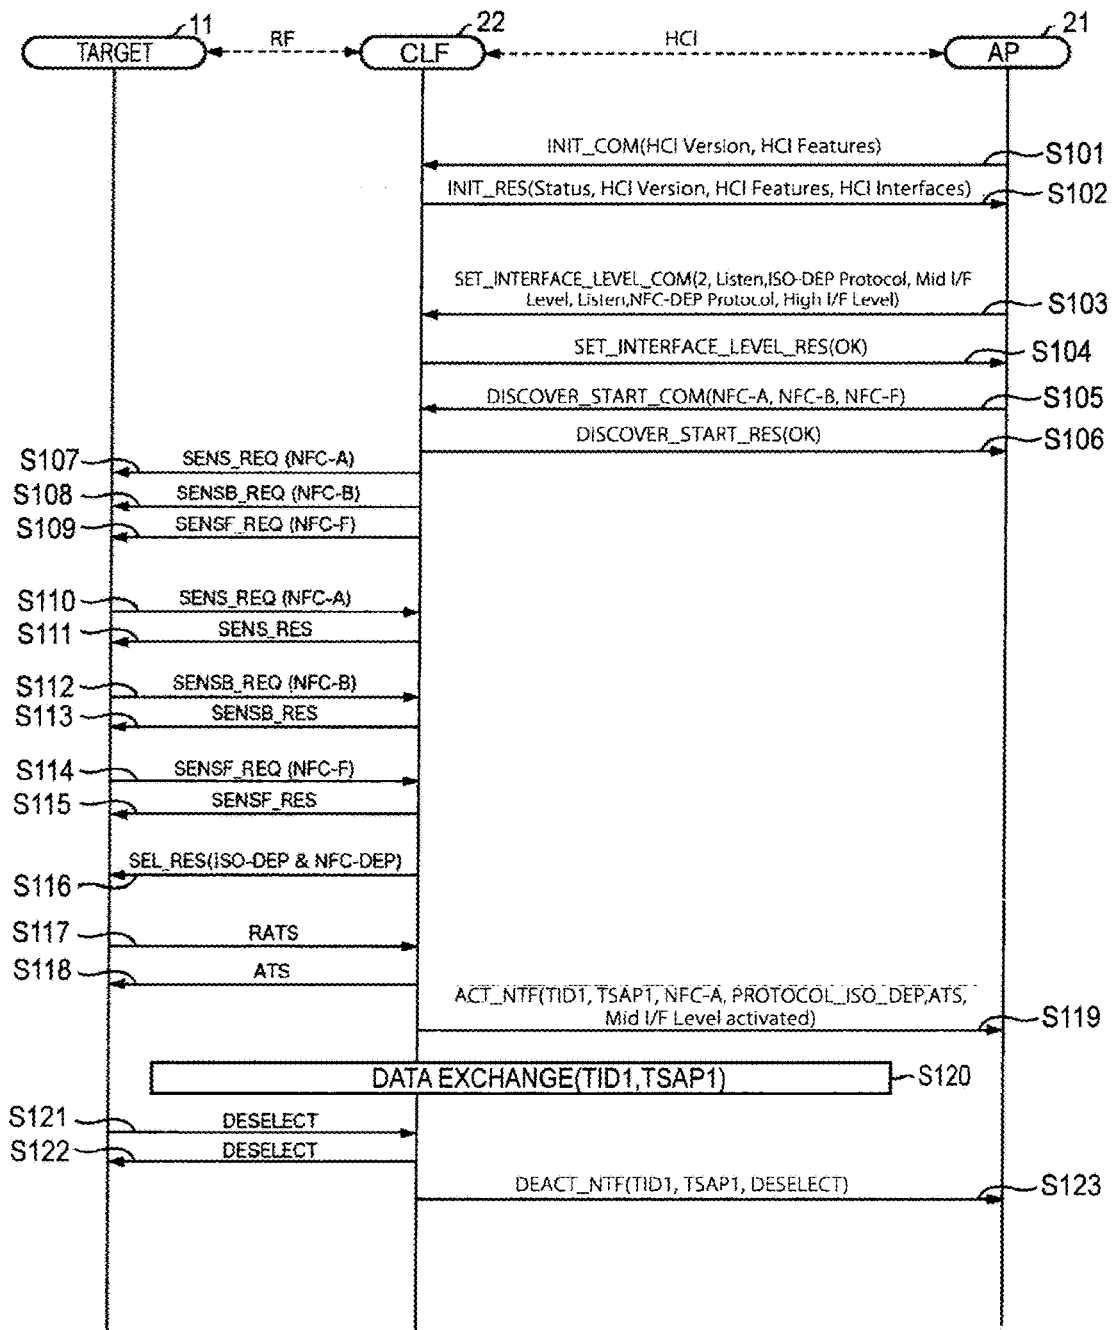 11
22
21
TARGET
RF
CLF
HCI
AP
INIT_COM(HCI Version, HCI Features)
S101
INIT_RES(Status, HCI Version, HCI Features, HCI Interfaces)
S102
SET_INTERFACE_LEVEL_COM(2, Listen,ISO-DEP Protocol, Mid I/F
Level, Listen,NFC-DEP Protocol, High I/F Level)
S103
SET_INTERFACE_LEVEL_RES(OK)
S104
DISCOVER_START_COM(NFC-A, NFC-B, NFC-F)
S105
DISCOVER_START_RES(OK)
S106
S107
SENS_REQ (NFC-A)
S108
SENSB_REQ (NFC-B)
S109
SENSF_REQ (NFC-F)
S110
SENS_REQ (NFC-A)
S111
SENS_RES
S112
SENSB_REQ (NFC-B)
S113
SENSB_RES
S114
SENSF_REQ (NFC-F)
S115
SENSF_RES
SEL_RES(ISO-DEP & NFC-DEP)
S116
S117
RATS
S118
ATS
ACT_NTF(TID1, TSAP1, NFC-A, PROTOCOL_ISO_DEP,ATS,
Mid I/F Level activated)
S119
DATA EXCHANGE(TID1,TSAP1)
S120
S121
DESELECT
S122
DESELECT
DEACT_NTF(TID1, TSAP1, DESELECT)
S123